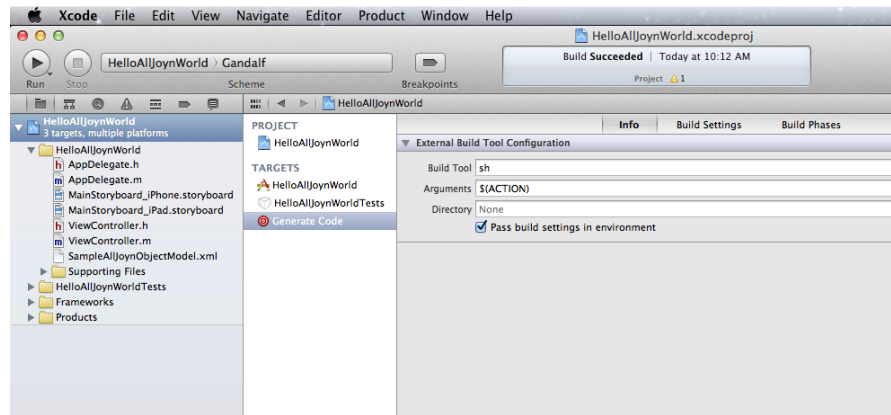 Xcode File Edit View Navigate Editor Product Window Help
HelloAllJoynWorld.xcodeproj
HelloAllJoynWorld Gandalf
Build Succeeded | Today at 10:12 AM
Project 1
Run Stop Scheme Breakpoints
HelloAllJoynWorld
HelloAllJoynWorld
3 targets, multiple platforms
HelloAllJoynWorld
h AppDelegate.h
m AppDelegate.m
MainStoryboard_iPhone.storyboard
MainStoryboard_iPad.storyboard
h ViewController.h
m ViewController.m
SampleAllJoynObjectModel.xml
Supporting Files
HelloAllJoynWorldTests
Frameworks
Products
PROJECT
HelloAllJoynWorld
TARGETS
HelloAllJoynWorld
HelloAllJoynWorldTests
Generate Code
Info Build Settings Build Phases
External Build Tool Configuration
Build Tool sh
Arguments $(ACTION)
Directory None
Pass build settings in environment